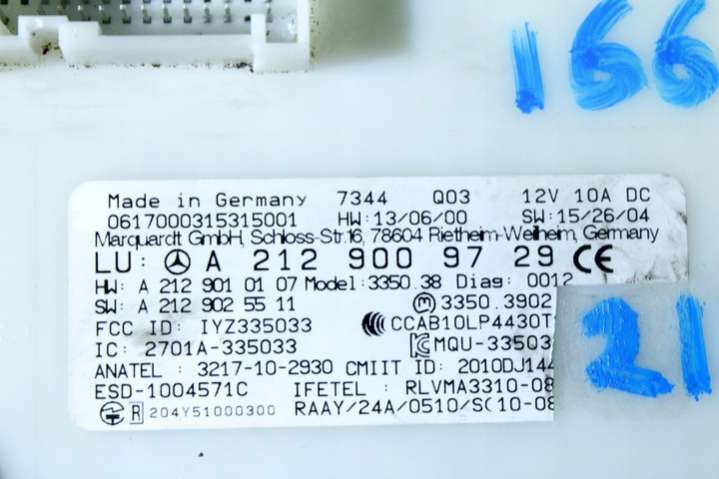 166
Made in Germany 7344 Q03 12V 10A DC
0617000315315001 HW:13/06/00 SW:15/26/04
Marquardt GmbH, Schloss-Str.16, 78604 Rietheim-Weilheim, Germany
LU: A 212 900 97 29 CE
HW: A 212 901 01 07 Model: 3350.38 Diag: 0012
SW: A 212 902 55 11 M 3350.3902
FCC ID: IYZ335033 CCAB10LP4430T
IC: 2701A-335033 MQU-33503
21
ANATEL : 3217-10-2930 CMIIT ID: 2010DJ144
ESD-1004571C IFETEL : RLVMA3310-08
R 204Y51000300 RAAY/24A/0510/S(10-08